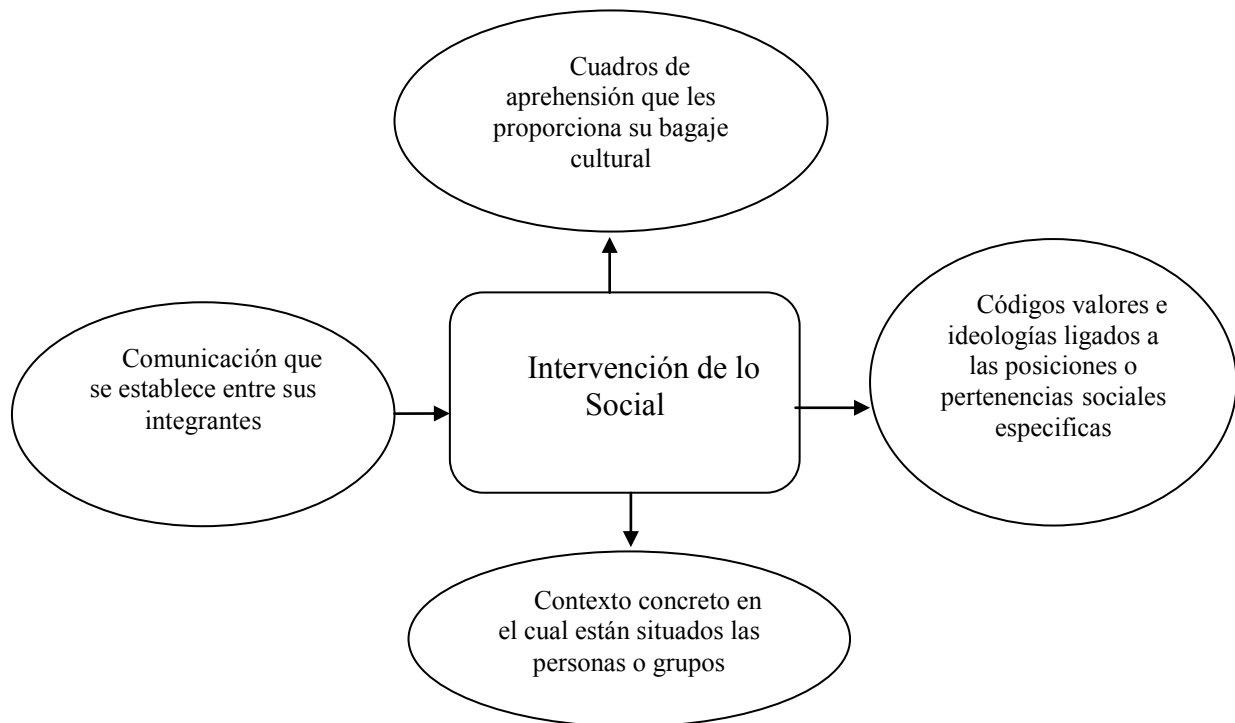 Cuadros de
aprehensión que les
proporciona su bagaje
cultural
Comunicación que
se establece entre sus
integrantes
Intervención de lo
Social
Códigos valores e
ideologías ligados a
las posiciones o
pertenencias sociales
especificas
Contexto concreto en
el cual están situados las
personas o grupos